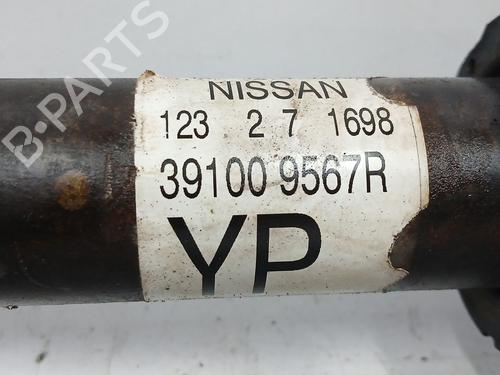 B-PARTS
NISSAN
123 2 7 1698
39100 9567R
YP